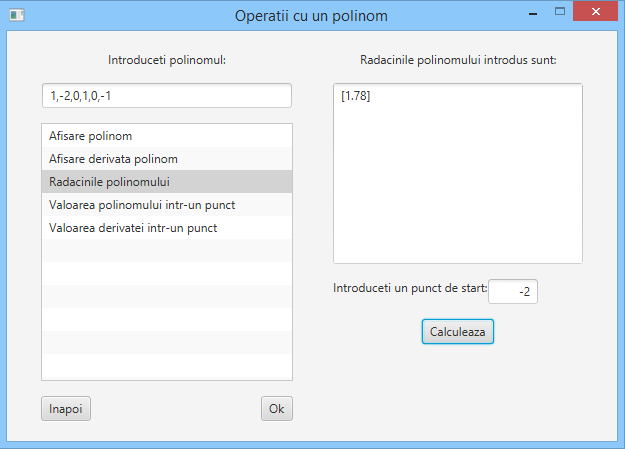 Operatii cu un polinom
Introduceti polinomul:
1,-2,0,1,0,-1
Afisare polinom
Afisare derivata polinom
Radacinile polinomului
Valoarea polinomului intr-un punct
Valoarea derivatei intr-un punct
Inapoi
Ok
Radacinile polinomului introdus sunt:
[1.78]
Introduceti un punct de start:
-2
Calculeaza